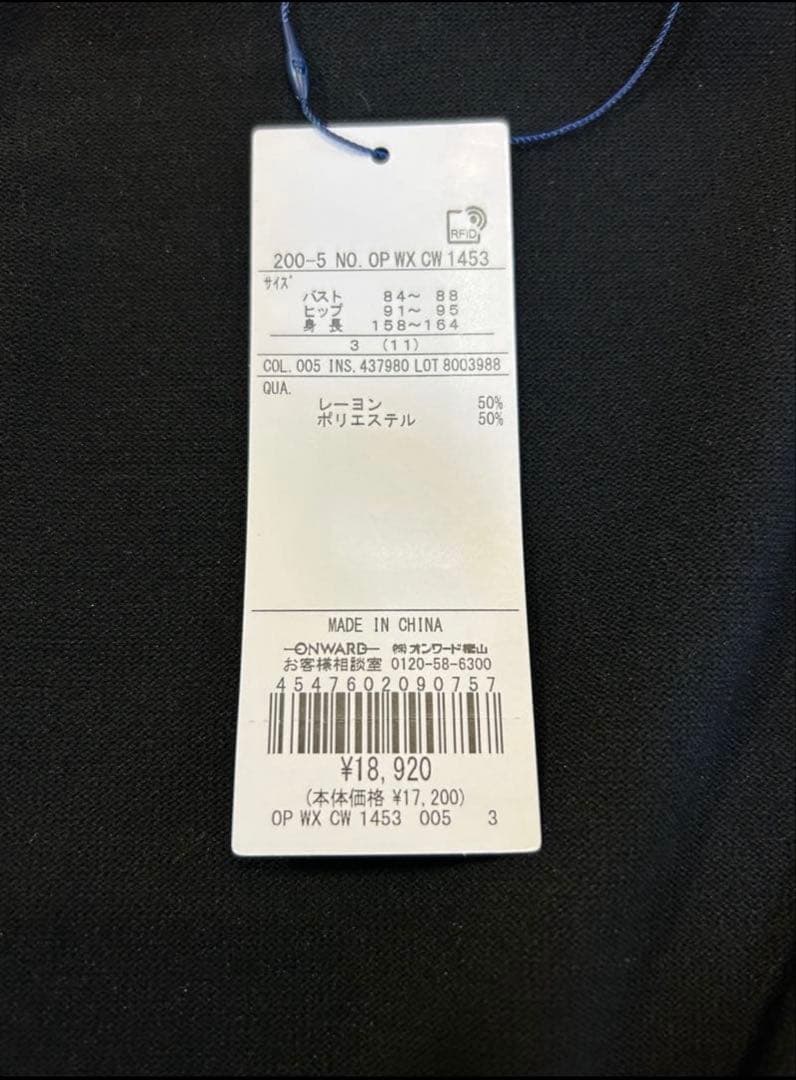 RFID
200-5 NO. OP WX CW 1453
サイズ
バスト 84～ 88
ヒップ 91～ 95
身長 158～164
3 (11)
COL. 005 INS. 437980 LOT 8003988
QUA.
レーヨン 50%
ポリエステル 50%
MADE IN CHINA
ONWARD ㈱オンワード樫山
お客様相談室 0120-58-6300
4547602090757
¥18,920
(本体価格 ¥17,200)
OP WX CW 1453 005 3